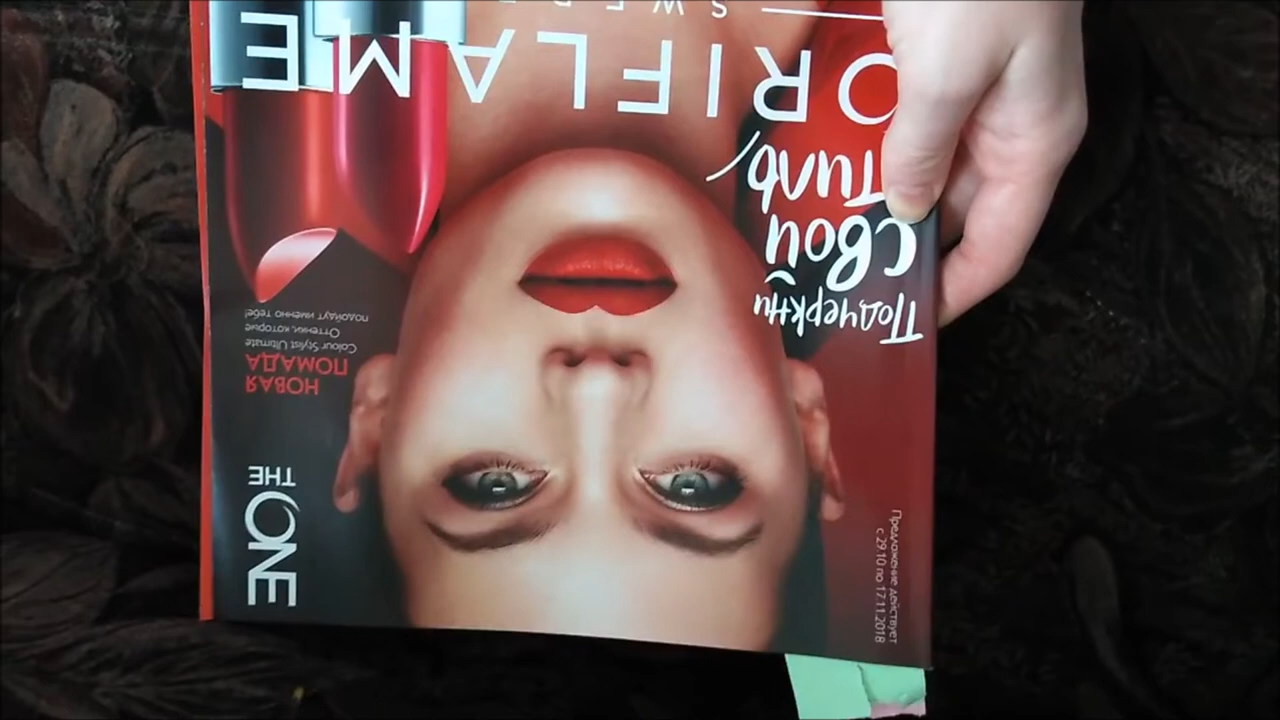 ORIFLAME
SWE
Подчеркни
свой
стиль
Предложение действует
с 29.10 по 17.11.2018
THE
ONE
НОВАЯ
ПОМАДА
Colour Stylist Ultimate
Оттенки, которые
подойдут именно тебе!